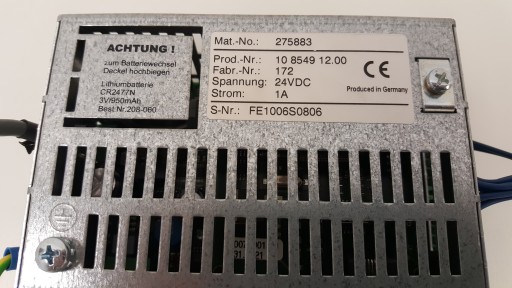 ACHTUNG !
zum Batteriewechsel
Deckel hochbiegen
Lithiumbatterie
CR2477N
3V/950mAh
Best Nr.208-060
Mat.-No.: 275883
Prod.-Nr.: 10 8549 12.00
Fabr.-Nr.: 172
Spannung: 24VDC
Strom: 1A
CE
Produced in Germany
S-Nr.: FE1006S0806